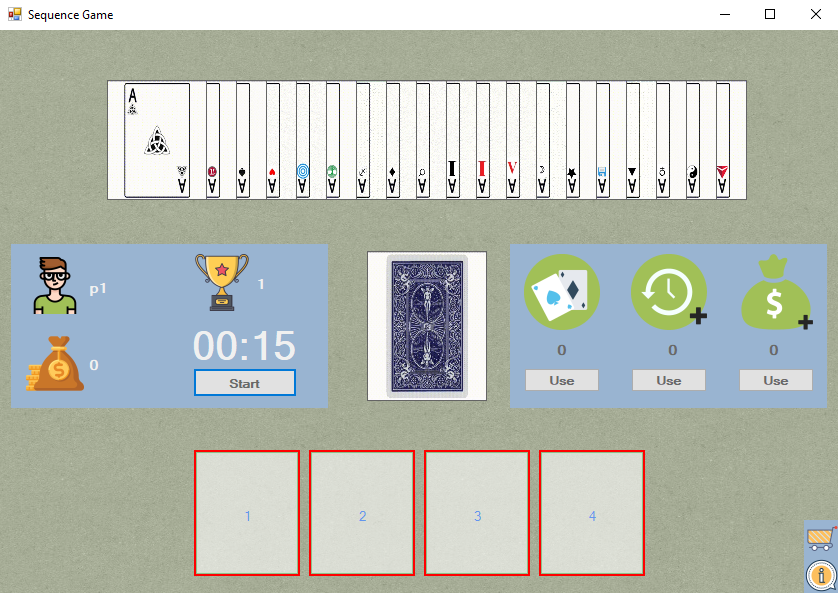 Sequence Game
A
A A A A A A A A A A A A A A A A A A A
I I V
p1
1
00:15
0
Start
0 0 0
Use Use Use
1 2 3 4